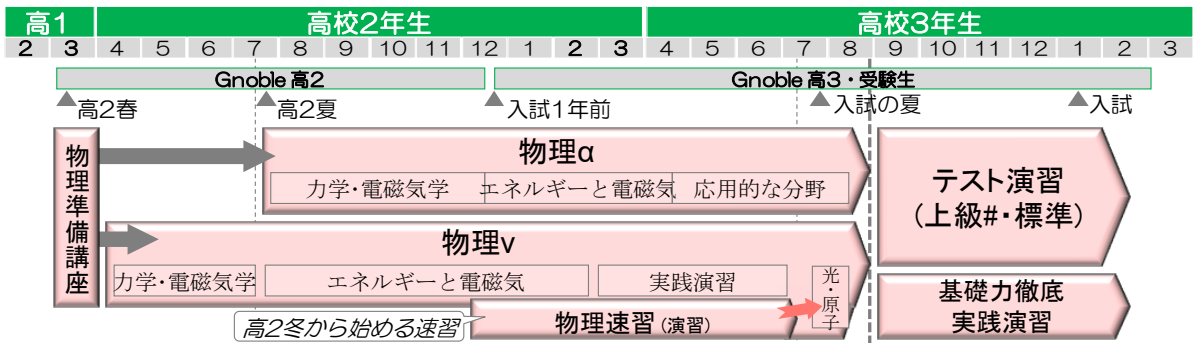 高1 高校2年生 高校3年生
2 3 4 5 6 7 8 9 10 11 12 1 2 3 4 5 6 7 8 9 10 11 12 1 2 3
Gnoble 高2 Gnoble 高3・受験生
高2春 高2夏 入試1年前 入試の夏 入試
物理準備講座
物理α
力学・電磁気学 エネルギーと電磁気 応用的な分野
物理v
力学・電磁気学 エネルギーと電磁気 実践演習 光・原子
高2冬から始める速習
物理速習(演習)
テスト演習
(上級#・標準)
基礎力徹底
実践演習